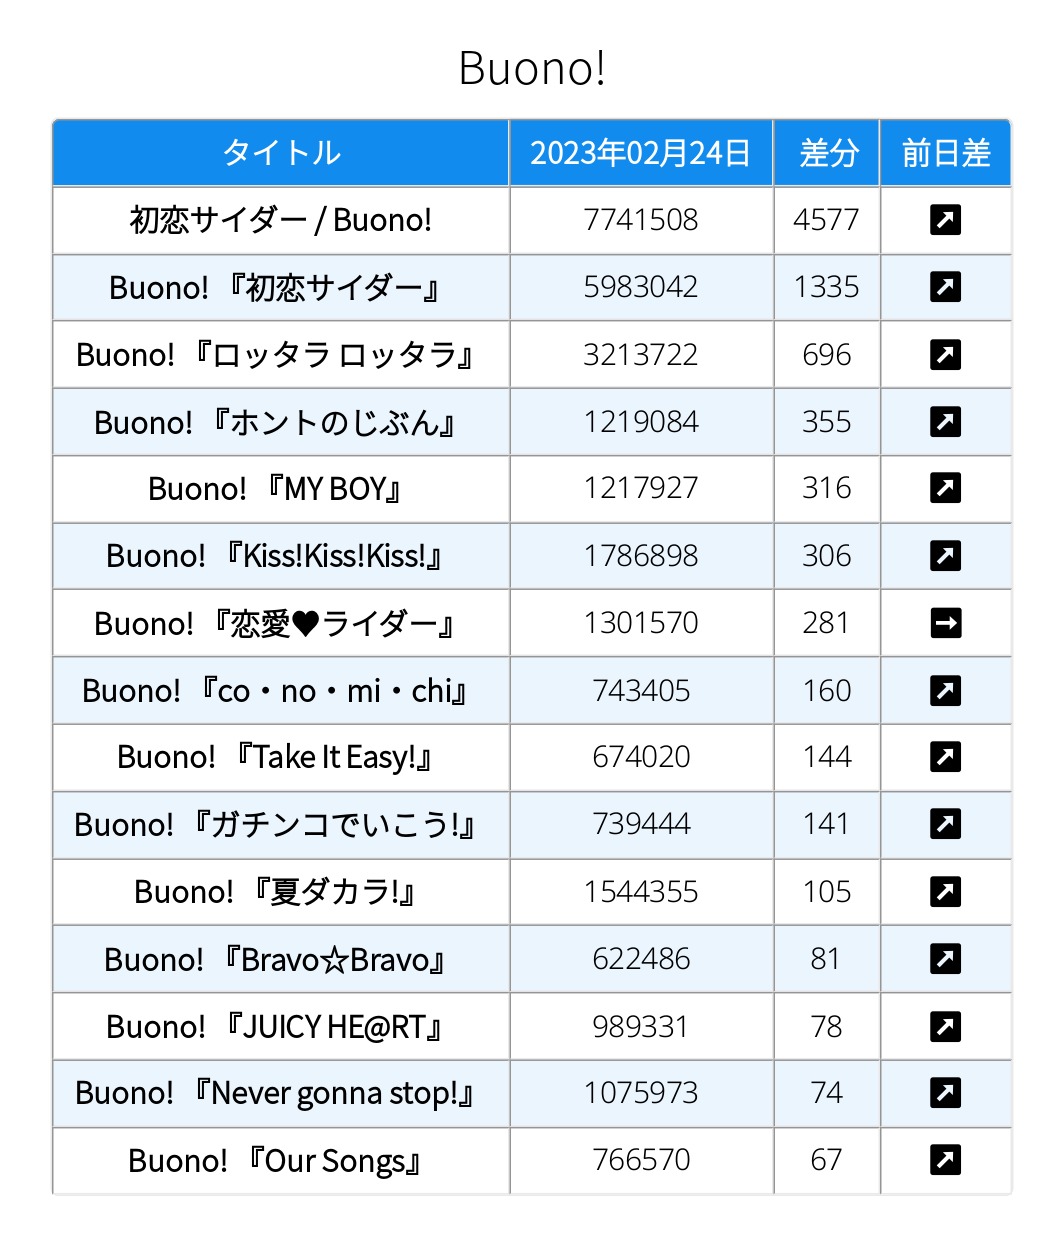 Buono!
タイトル 2023年02月24日 差分 前日差
初恋サイダー / Buono! 7741508 4577
Buono! 『初恋サイダー』 5983042 1335
Buono! 『ロッタラ ロッタラ』 3213722 696
Buono! 『ホントのじぶん』 1219084 355
Buono! 『MY BOY』 1217927 316
Buono! 『Kiss!Kiss!Kiss!』 1786898 306
Buono! 『恋愛♥ライダー』 1301570 281
Buono! 『co・no・mi・chi』 743405 160
Buono! 『Take It Easy!』 674020 144
Buono! 『ガチンコでいこう!』 739444 141
Buono! 『夏ダカラ!』 1544355 105
Buono! 『Bravo☆Bravo』 622486 81
Buono! 『JUICY HE@RT』 989331 78
Buono! 『Never gonna stop!』 1075973 74
Buono! 『Our Songs』 766570 67